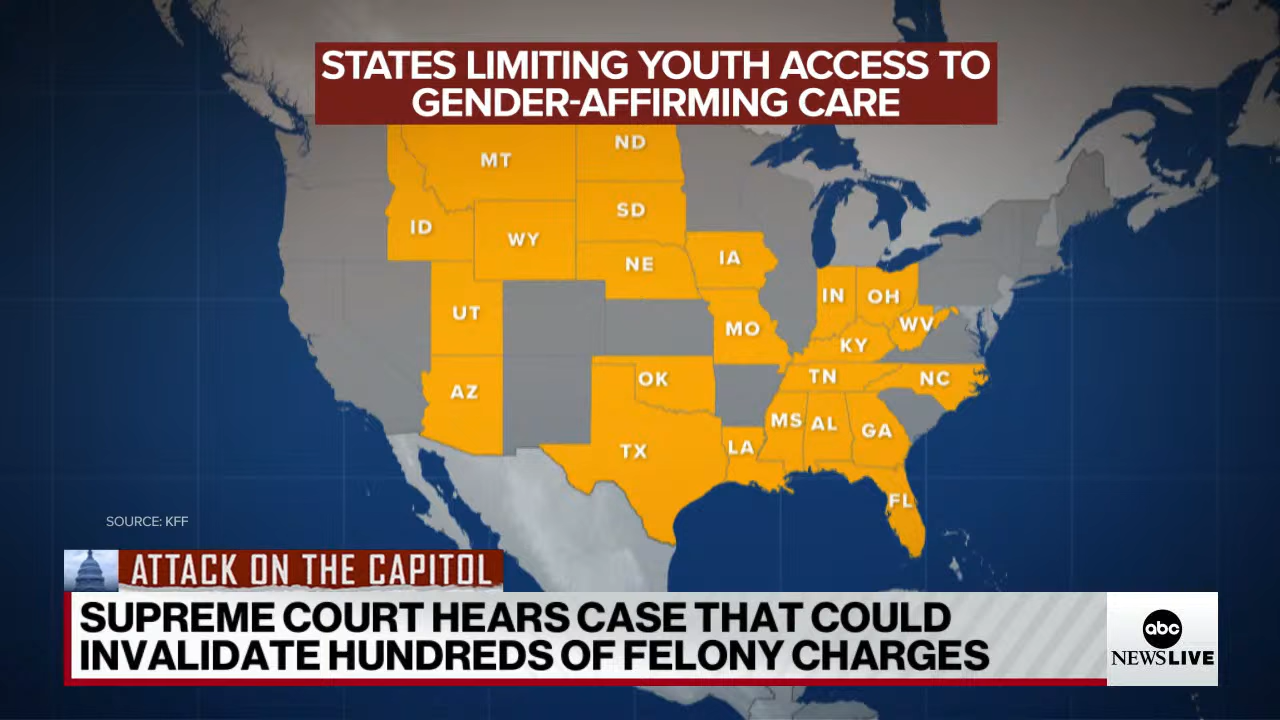 STATES LIMITING YOUTH ACCESS TO
GENDER-AFFIRMING CARE
ND
MT
SD
ID
WY
IA
NE
IN
OH
UT
WV
MO
KY
OK
TN
NC
AZ
MS
AL
GA
LA
TX
FL
SOURCE: KFF
ATTACK ON THE CAPITOL
SUPREME COURT HEARS CASE THAT COULD
INVALIDATE HUNDREDS OF FELONY CHARGES
abc
NEWS LIVE